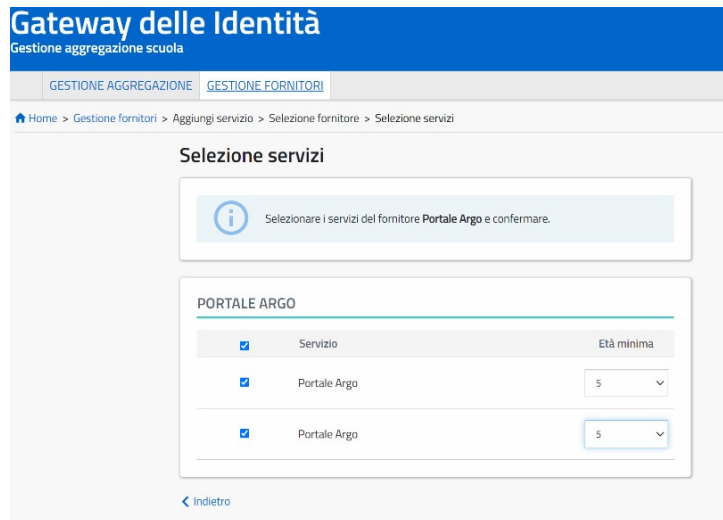 Gateway delle Identità
Gestione aggregazione scuola
GESTIONE AGGREGAZIONE GESTIONE FORNITORI
Home > Gestione fornitori > Aggiungi servizio > Selezione fornitore > Selezione servizi
Selezione servizi
Selezionare i servizi del fornitore Portale Argo e confermare.
PORTALE ARGO
Servizio Età minima
Portale Argo 5
Portale Argo 5
Indietro